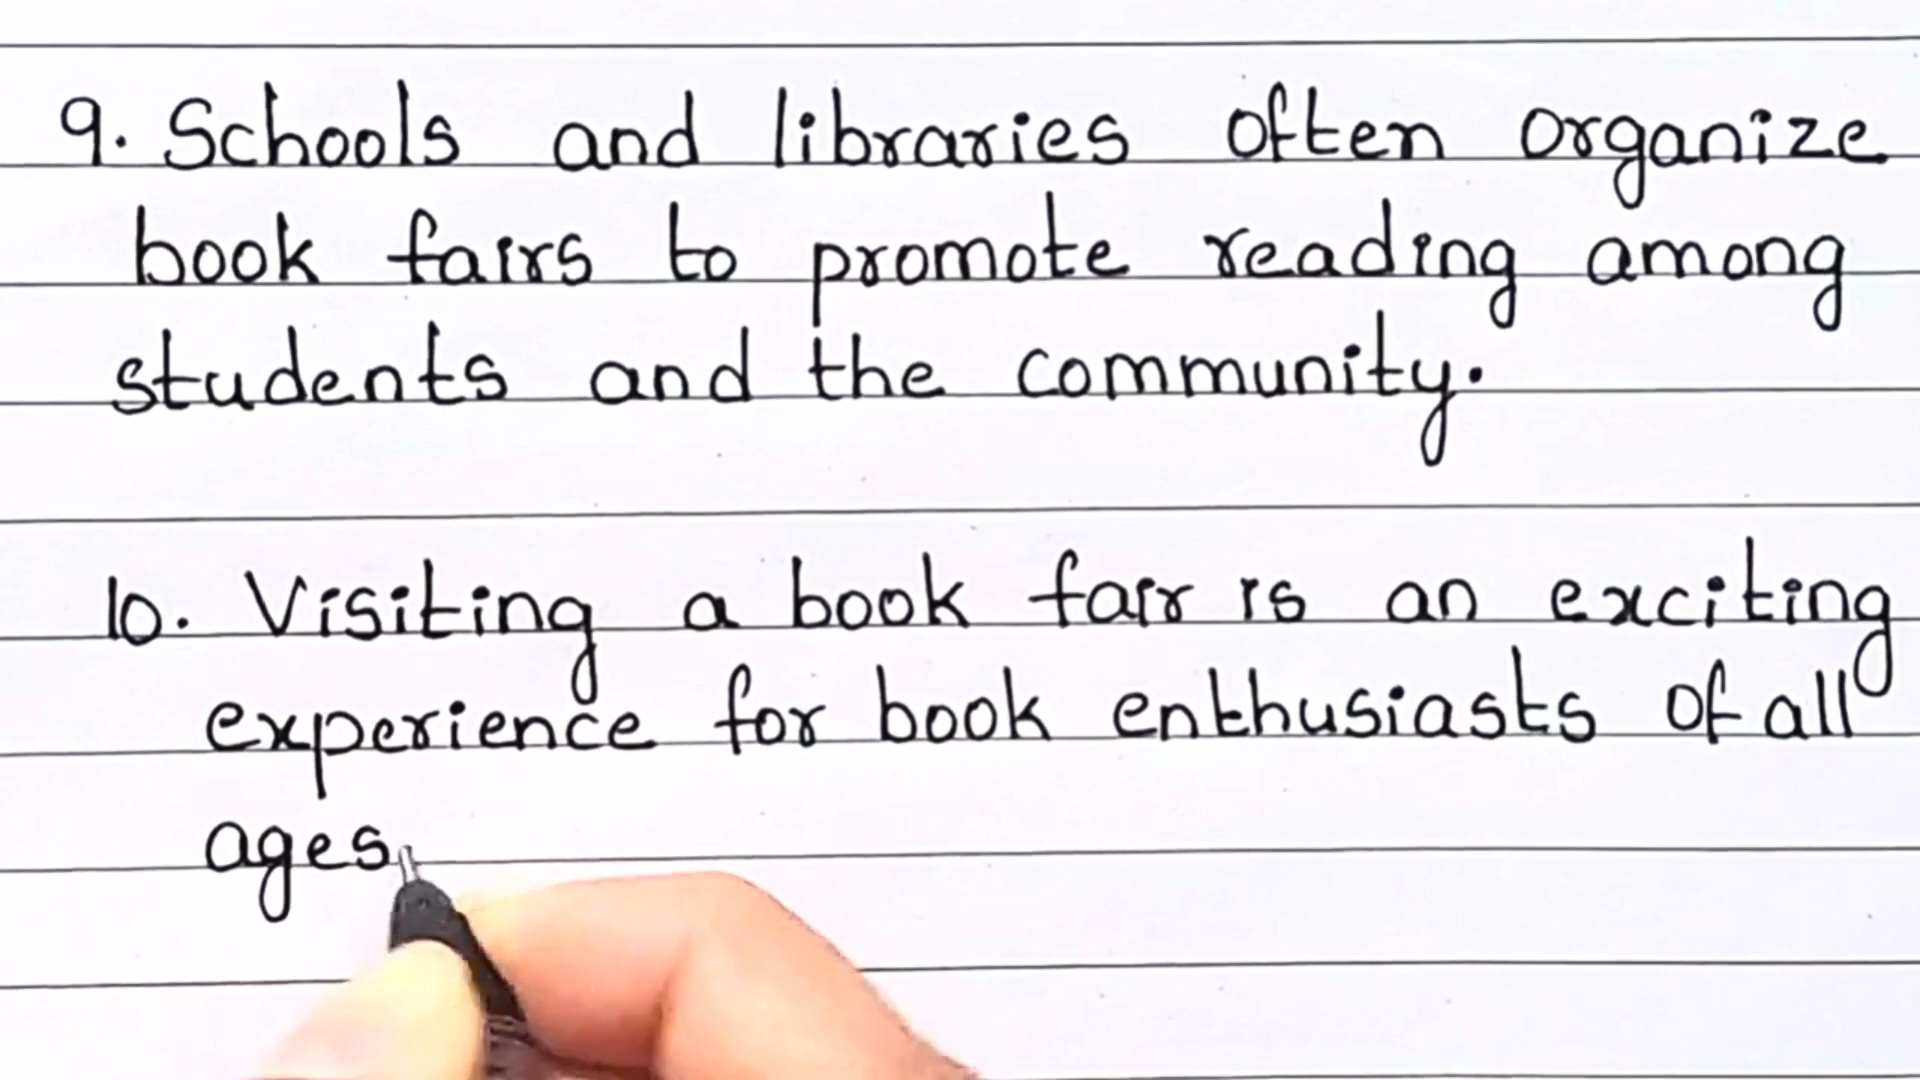 9. Schools and libraries often organize
book fairs to promote reading among
students and the community.
10. Visiting a book fair is an exciting
experience for book enthusiasts of all
ages